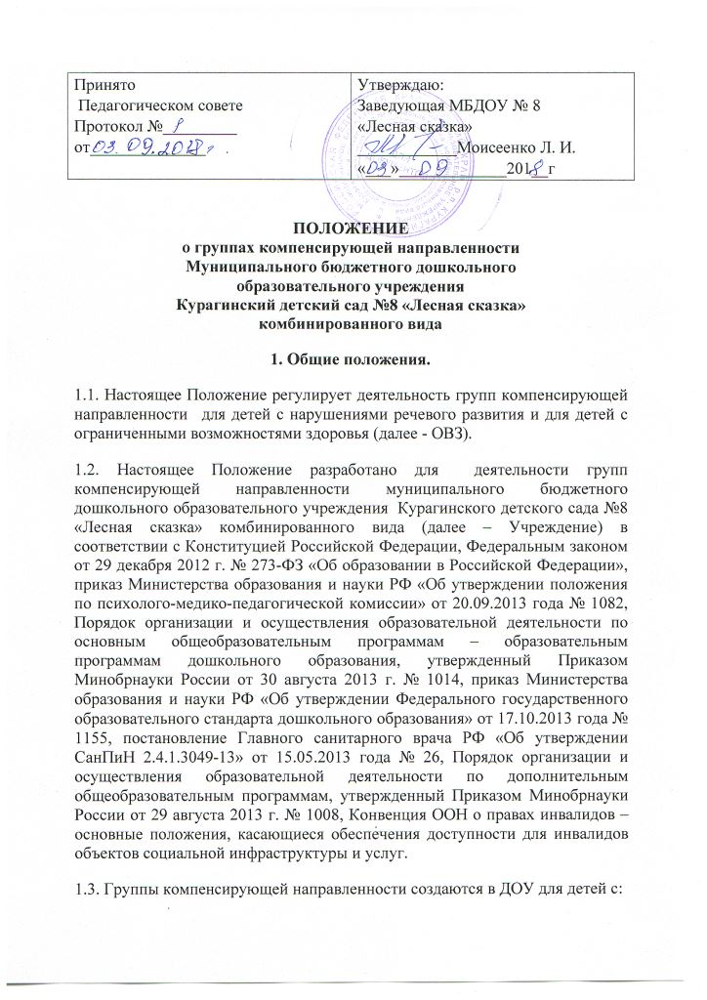 Принято
Педагогическом совете
Протокол № 1
от 03. 09.2018 г .
Утверждаю:
Заведующая МБДОУ № 8
«Лесная сказка»
Моисеенко Л. И.
«03» 09 2018 г
ПОЛОЖЕНИЕ
о группах компенсирующей направленности
Муниципального бюджетного дошкольного
образовательного учреждения
Курагинский детский сад №8 «Лесная сказка»
комбинированного вида
1. Общие положения.
1.1. Настоящее Положение регулирует деятельность групп компенсирующей
направленности для детей с нарушениями речевого развития и для детей с
ограниченными возможностями здоровья (далее - ОВЗ).
1.2. Настоящее Положение разработано для деятельности групп
компенсирующей направленности муниципального бюджетного
дошкольного образовательного учреждения Курагинского детского сада №8
«Лесная сказка» комбинированного вида (далее – Учреждение) в
соответствии с Конституцией Российской Федерации, Федеральным законом
от 29 декабря 2012 г. № 273-ФЗ «Об образовании в Российской Федерации»,
приказ Министерства образования и науки РФ «Об утверждении положения
по психолого-медико-педагогической комиссии» от 20.09.2013 года № 1082,
Порядок организации и осуществления образовательной деятельности по
основным общеобразовательным программам – образовательным
программам дошкольного образования, утвержденный Приказом
Минобрнауки России от 30 августа 2013 г. № 1014, приказ Министерства
образования и науки РФ «Об утверждении Федерального государственного
образовательного стандарта дошкольного образования» от 17.10.2013 года №
1155, постановление Главного санитарного врача РФ «Об утверждении
СанПиН 2.4.1.3049-13» от 15.05.2013 года № 26, Порядок организации и
осуществления образовательной деятельности по дополнительным
общеобразовательным программам, утвержденный Приказом Минобрнауки
России от 29 августа 2013 г. № 1008, Конвенция ООН о правах инвалидов –
основные положения, касающиеся обеспечения доступности для инвалидов
объектов социальной инфраструктуры и услуг.
1.3. Группы компенсирующей направленности создаются в ДОУ для детей с: